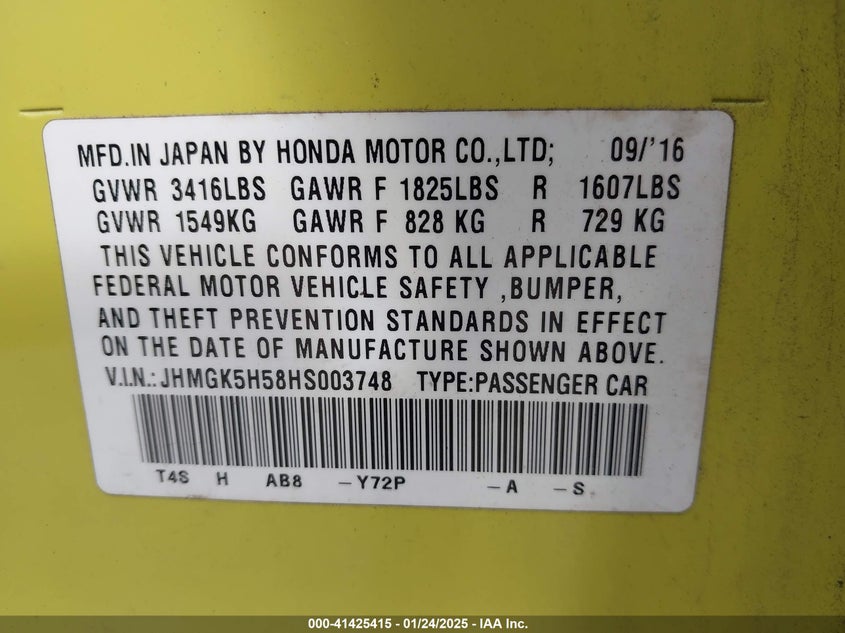 MFD.IN JAPAN BY HONDA MOTOR CO.,LTD; 09/'16
GVWR 3416LBS GAWR F 1825LBS R 1607LBS
GVWR 1549KG GAWR F 828 KG R 729 KG
THIS VEHICLE CONFORMS TO ALL APPLICABLE
FEDERAL MOTOR VEHICLE SAFETY ,BUMPER,
AND THEFT PREVENTION STANDARDS IN EFFECT
ON THE DATE OF MANUFACTURE SHOWN ABOVE.
V.I.N.:JHMGK5H58HS003748 TYPE:PASSENGER CAR
T4S H AB8 -Y72P -A -S
000-41425415 - 01/24/2025 - IAA Inc.